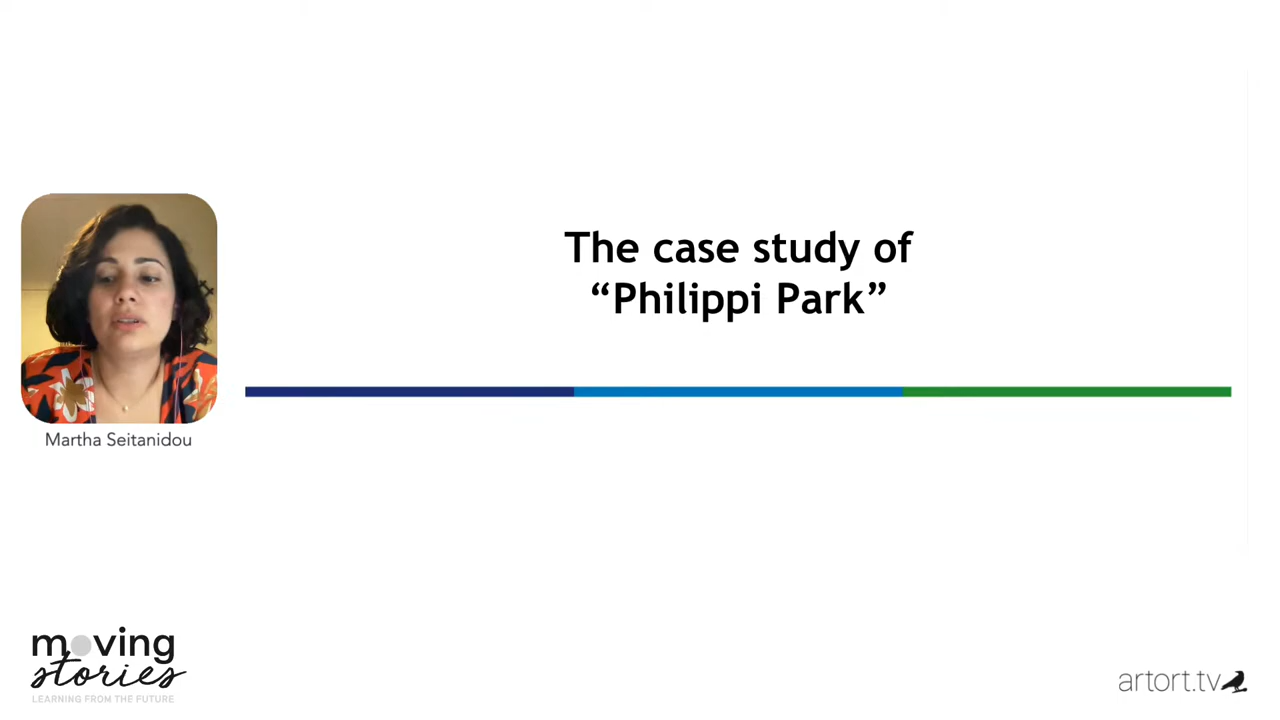 The case study of
“Philippi Park”
Martha Seitanidou
moving
stories
LEARNING FROM THE FUTURE
artort.tv